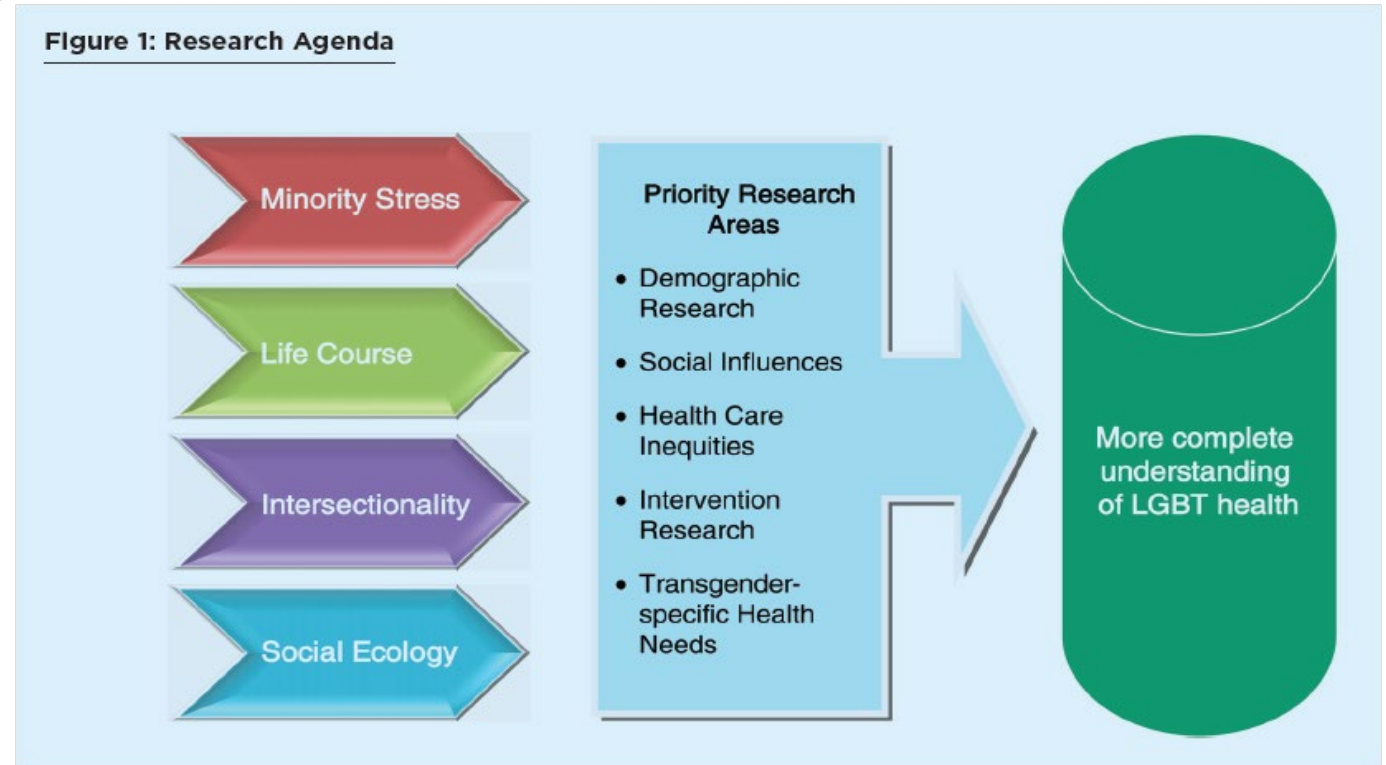 Figure 1: Research Agenda
Minority Stress
Life Course
Intersectionality
Social Ecology
Priority Research
Areas
• Demographic
Research
• Social Influences
• Health Care
Inequities
• Intervention
Research
• Transgender-
specific Health
Needs
More complete
understanding
of LGBT health